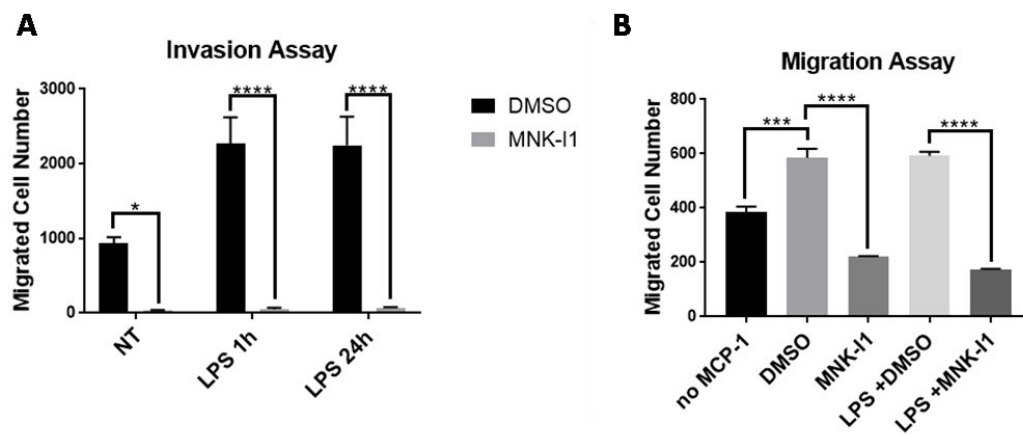 A
Invasion Assay
Migrated Cell Number
3000
2000
1000
0
*
****
****
NT
LPS 1h
LPS 24h
DMSO
MNK-I1
B
Migration Assay
Migrated Cell Number
800
600
400
200
0
***
****
****
no MCP-1
DMSO
MNK-I1
LPS +DMSO
LPS +MNK-I1